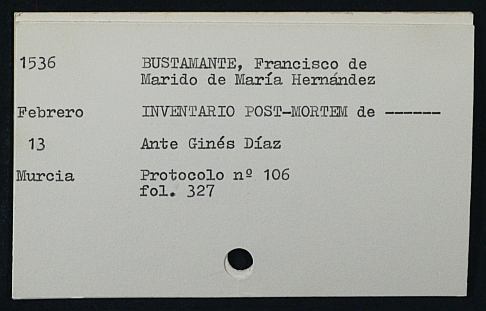 1536 BUSTAMANTE, Francisco de
Marido de María Hernández
Febrero INVENTARIO POST-MORTEM de ------
13 Ante Ginés Díaz
Murcia Protocolo nº 106
fol. 327